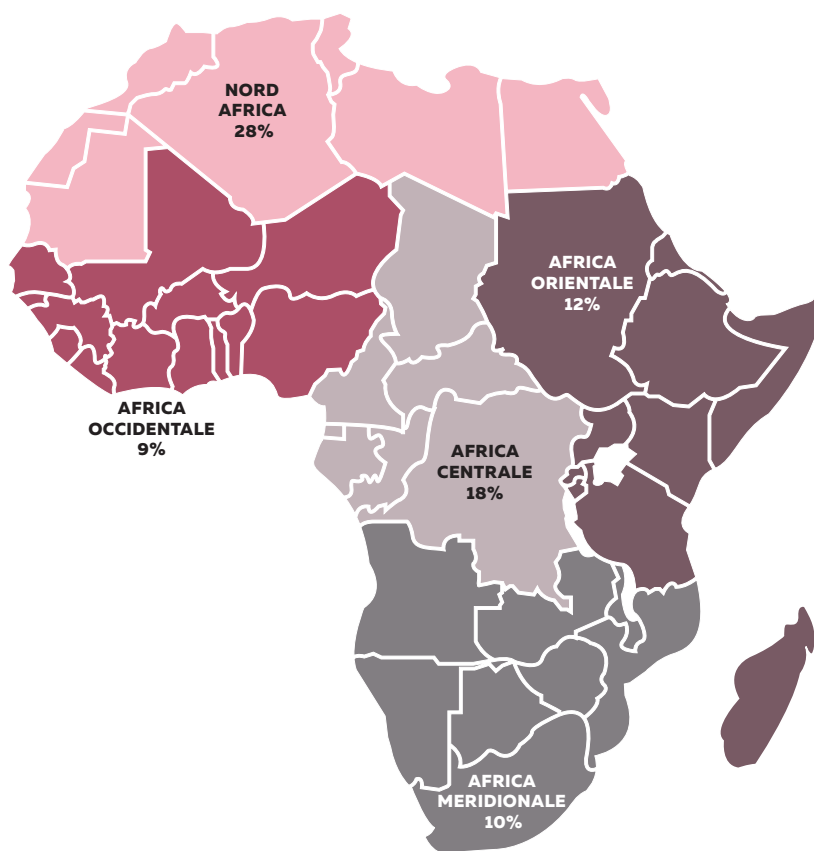 NORD
AFRICA
28%
AFRICA
ORIENTALE
12%
AFRICA
OCCIDENTALE
9%
AFRICA
CENTRALE
18%
AFRICA
MERIDIONALE
10%